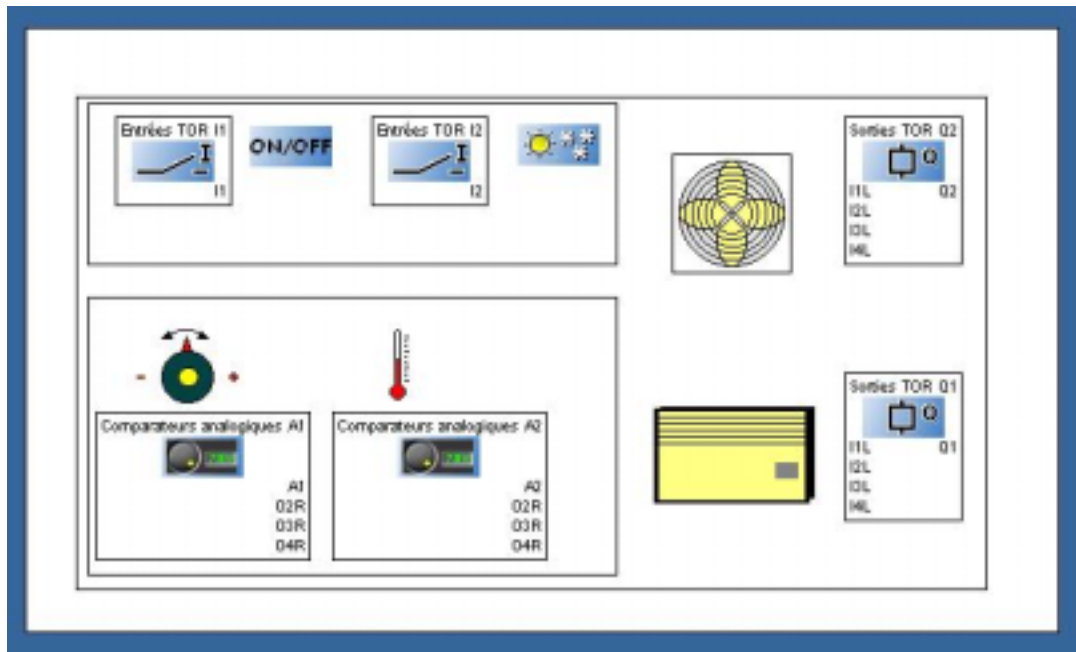 Entrées TOR I1
I
I1
ON/OFF
Entrées TOR I2
I
I2
Sorties TOR Q2
Q
I1L Q2
I2L
I3L
I4L
- +
Comparateurs analogiques A1
A1
02R
03R
04R
Comparateurs analogiques A2
A2
02R
03R
04R
Sorties TOR Q1
Q
I1L Q1
I2L
I3L
I4L